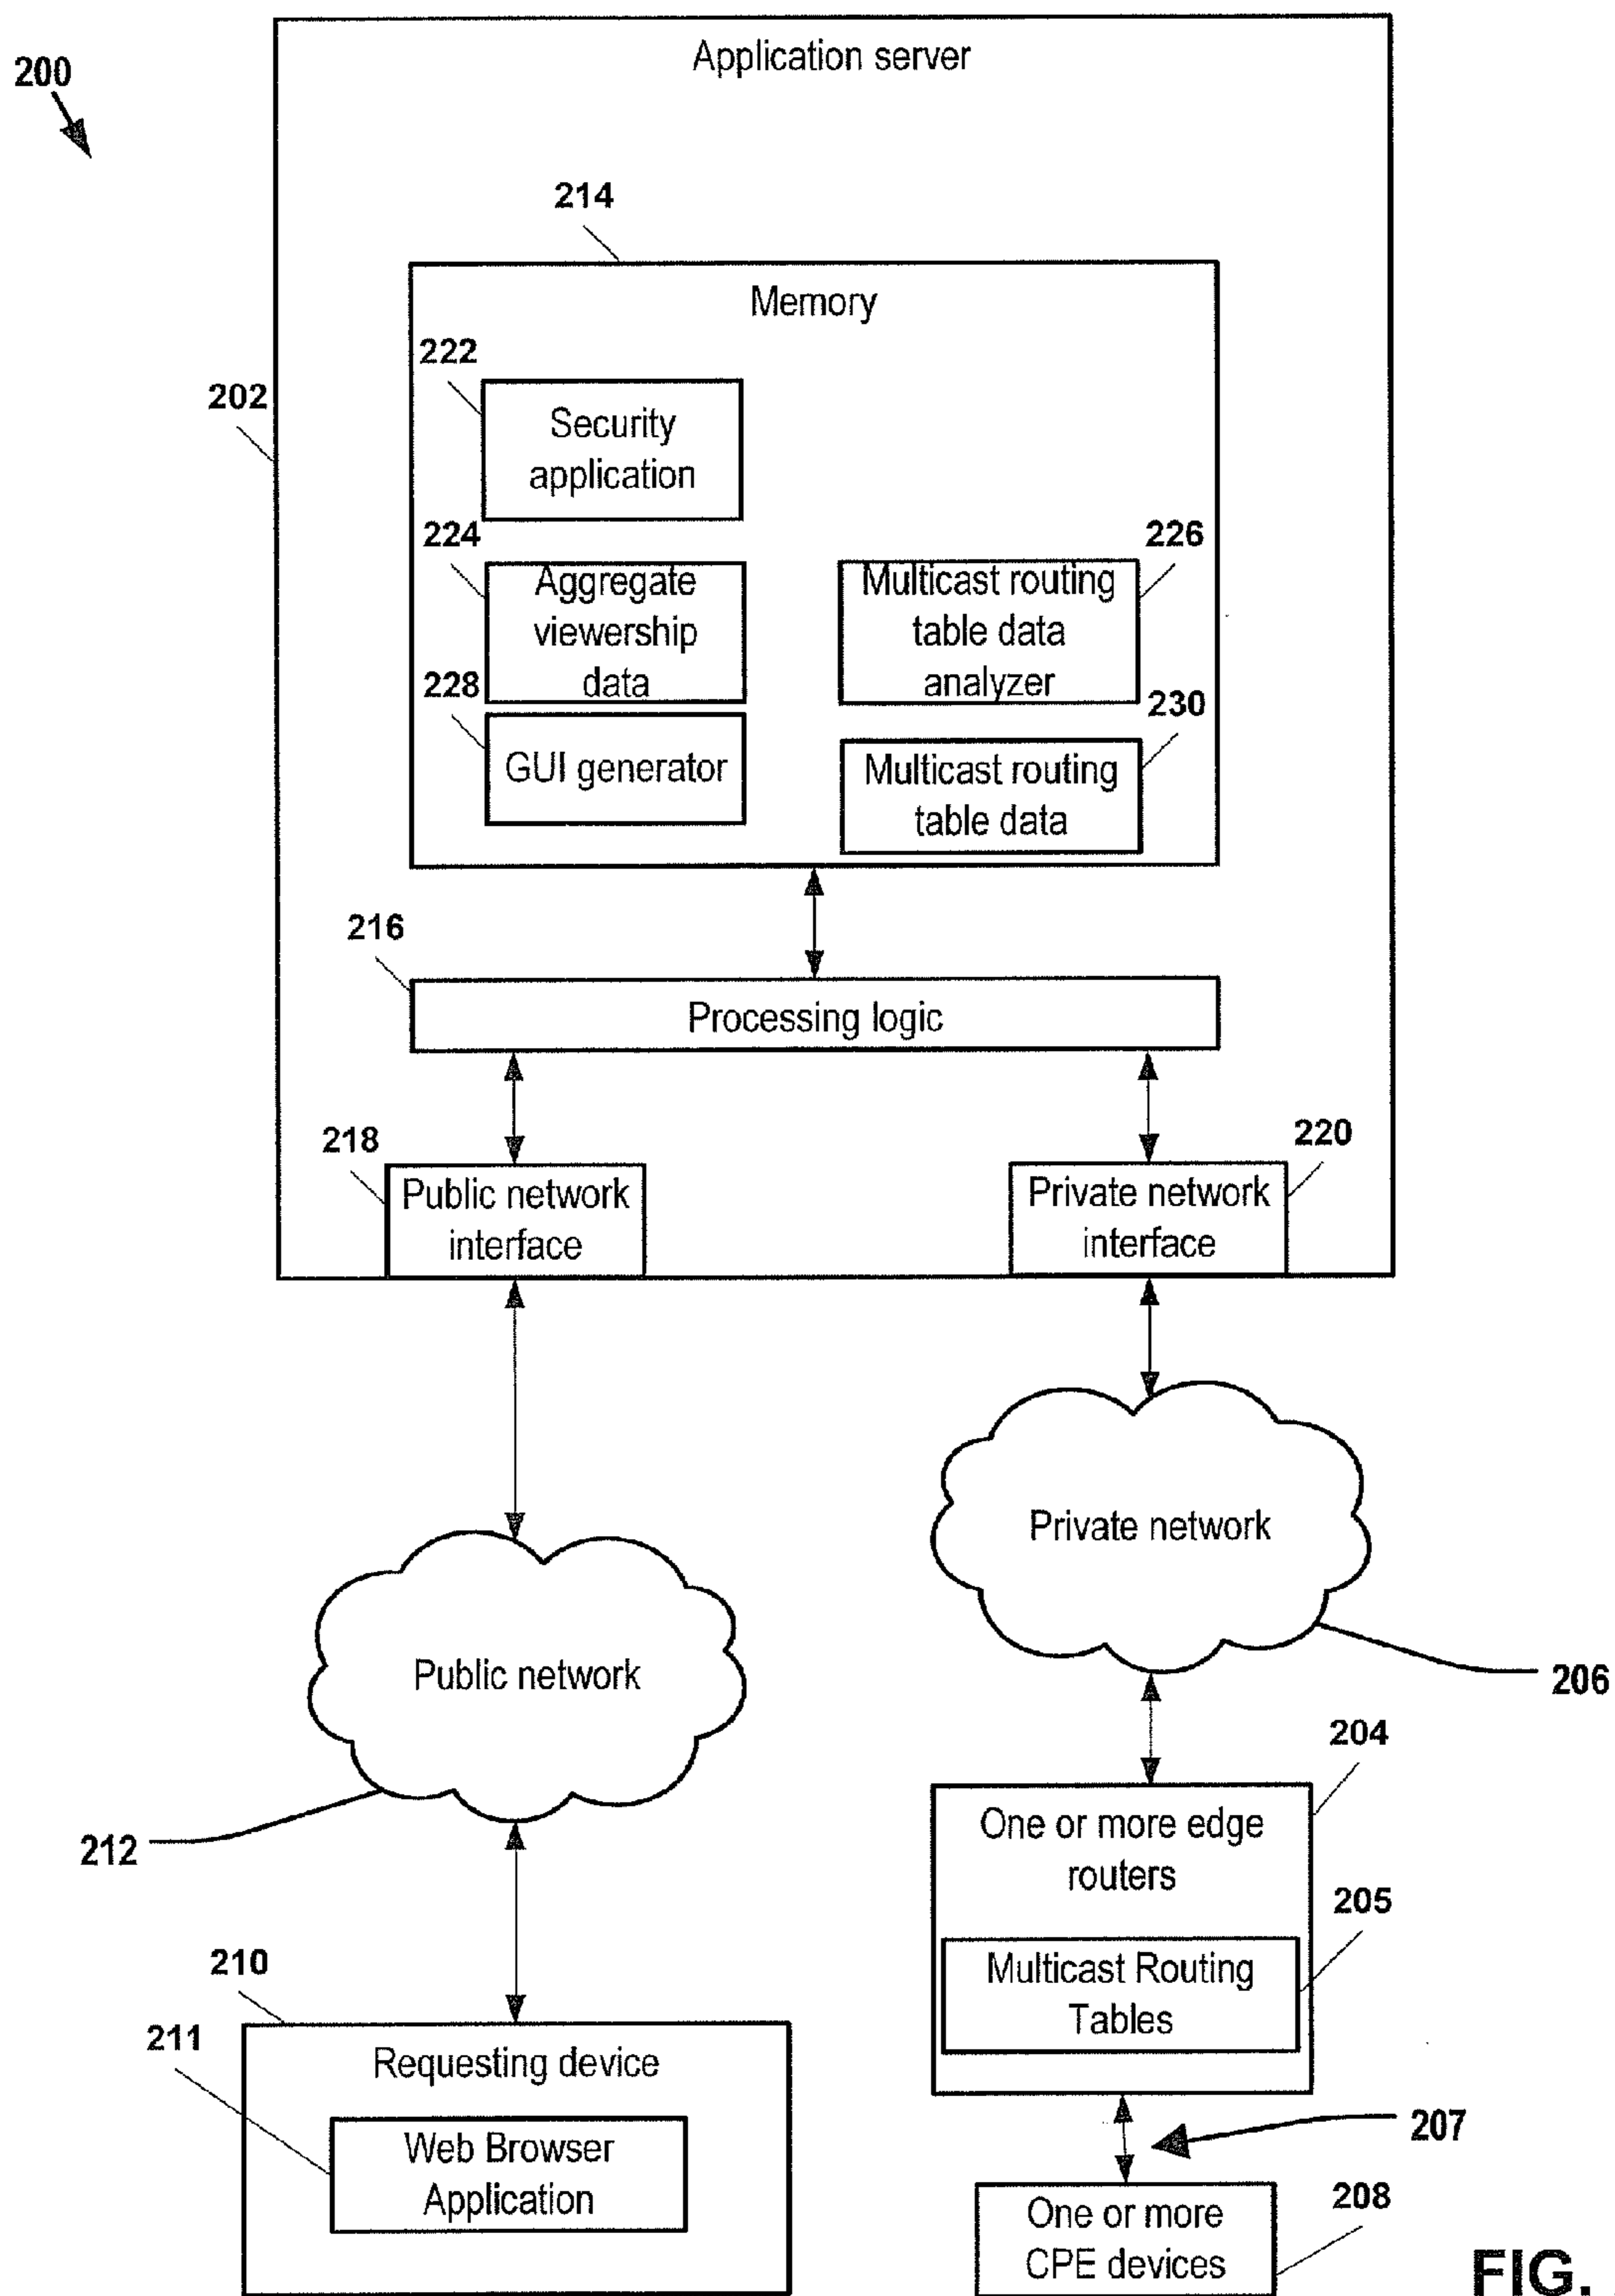 200
Application server
214
Memory
222
202
Security
application
224
226
Aggregate
viewership
data
Multicast routing
table data
analyzer
228
230
GUI generator
Multicast routing
table data
216
Processing logic
218
220
Public network
interface
Private network
interface
Private network
Public network
206
204
212
One or more edge
routers
205
Multicast Routing
Tables
210
211
Requesting device
Web Browser
Application
207
208
One or more
CPE devices
FIG.